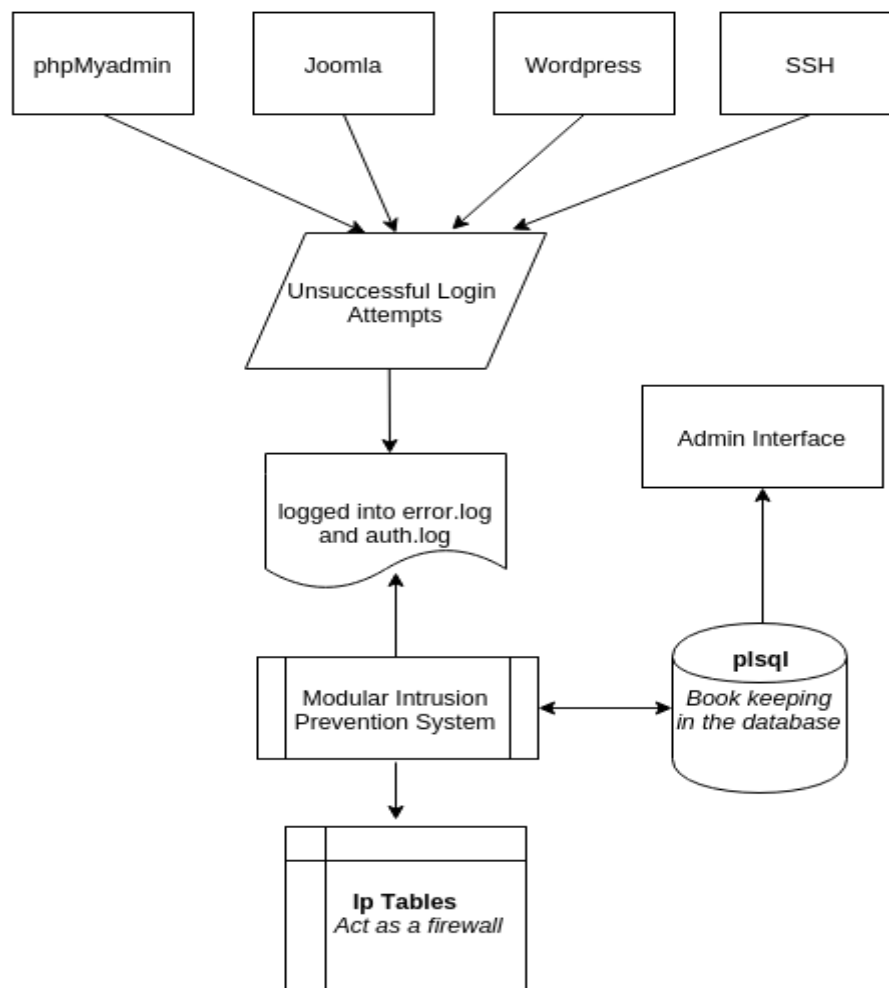 phpMyadmin
Joomla
Wordpress
SSH
Unsuccessful Login
Attempts
Admin Interface
logged into error.log
and auth.log
plsql
Book keeping
in the database
Modular Intrusion
Prevention System
Ip Tables
Act as a firewall